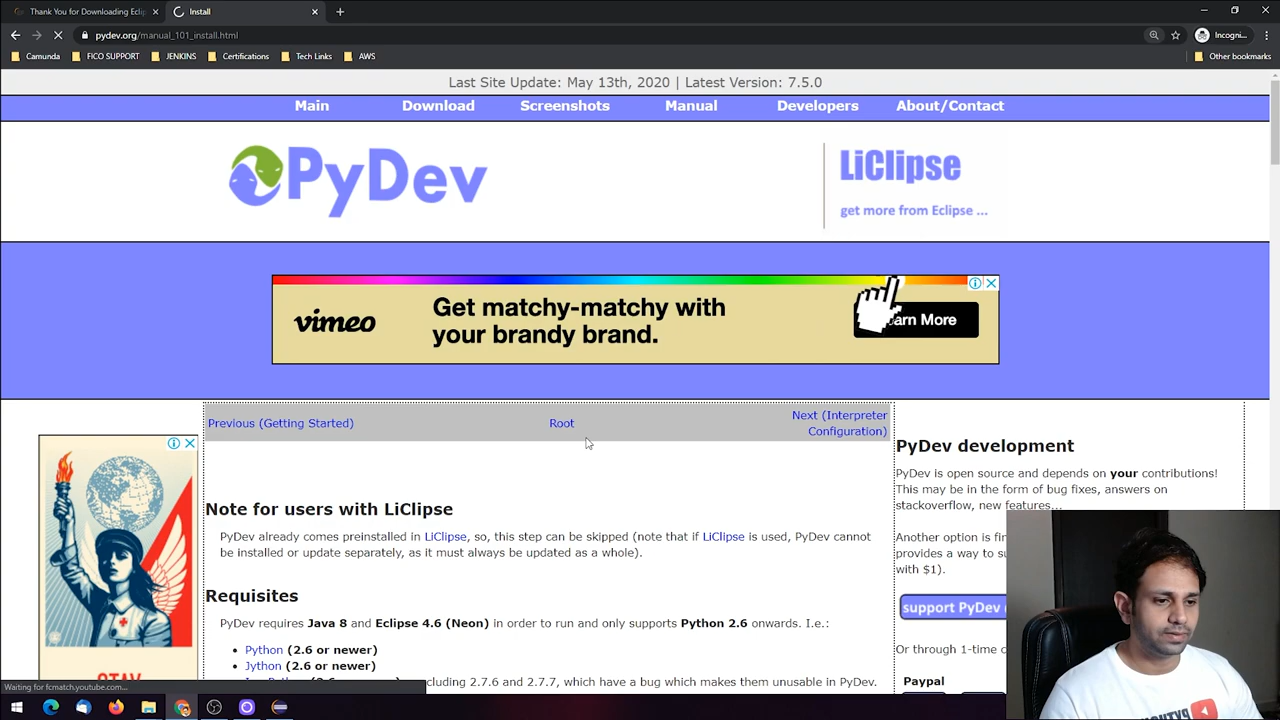 Thank You for Downloading Eclip
Install
pydev.org/manual_101_install.html
Incogni...
Camunda
FICO SUPPORT
JENKINS
Certifications
Tech Links
AWS
Other bookmarks
Last Site Update: May 13th, 2020 | Latest Version: 7.5.0
Main
Download
Screenshots
Manual
Developers
About/Contact
PyDev
LiClipse
get more from Eclipse ...
vimeo
Get matchy-matchy with
your brandy brand.
arn More
Previous (Getting Started)
Root
Next (Interpreter
Configuration)
Note for users with LiClipse
PyDev already comes preinstalled in LiClipse, so, this step can be skipped (note that if LiClipse is used, PyDev cannot
be installed or update separately, as it must always be updated as a whole).
Requisites
PyDev requires Java 8 and Eclipse 4.6 (Neon) in order to run and only supports Python 2.6 onwards. I.e.:
Python (2.6 or newer)
Jython (2.6 or newer)
cluding 2.7.6 and 2.7.7, which have a bug which makes them unusable in PyDev.
PyDev development
PyDev is open source and depends on your contributions!
This may be in the form of bug fixes, answers on
stackoverflow, new features...
Another option is fin
provides a way to su
with $1).
support PyDev
Or through 1-time c
Paypal
Waiting for fcmatch.youtube.com...